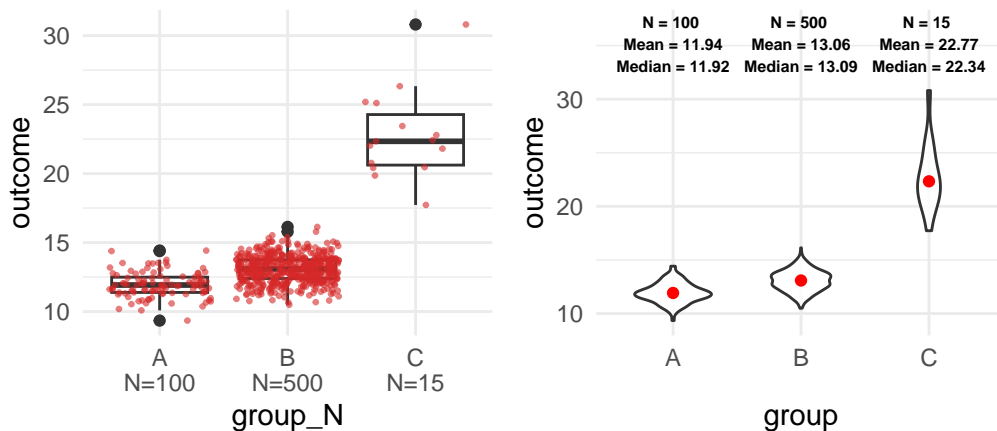 outcome
30
25
20
15
10
A
B
C
N=100
N=500
N=15
group_N
N = 100
N = 500
N = 15
Mean = 11.94
Mean = 13.06
Mean = 22.77
Median = 11.92
Median = 13.09
Median = 22.34
outcome
30
20
10
A
B
C
group